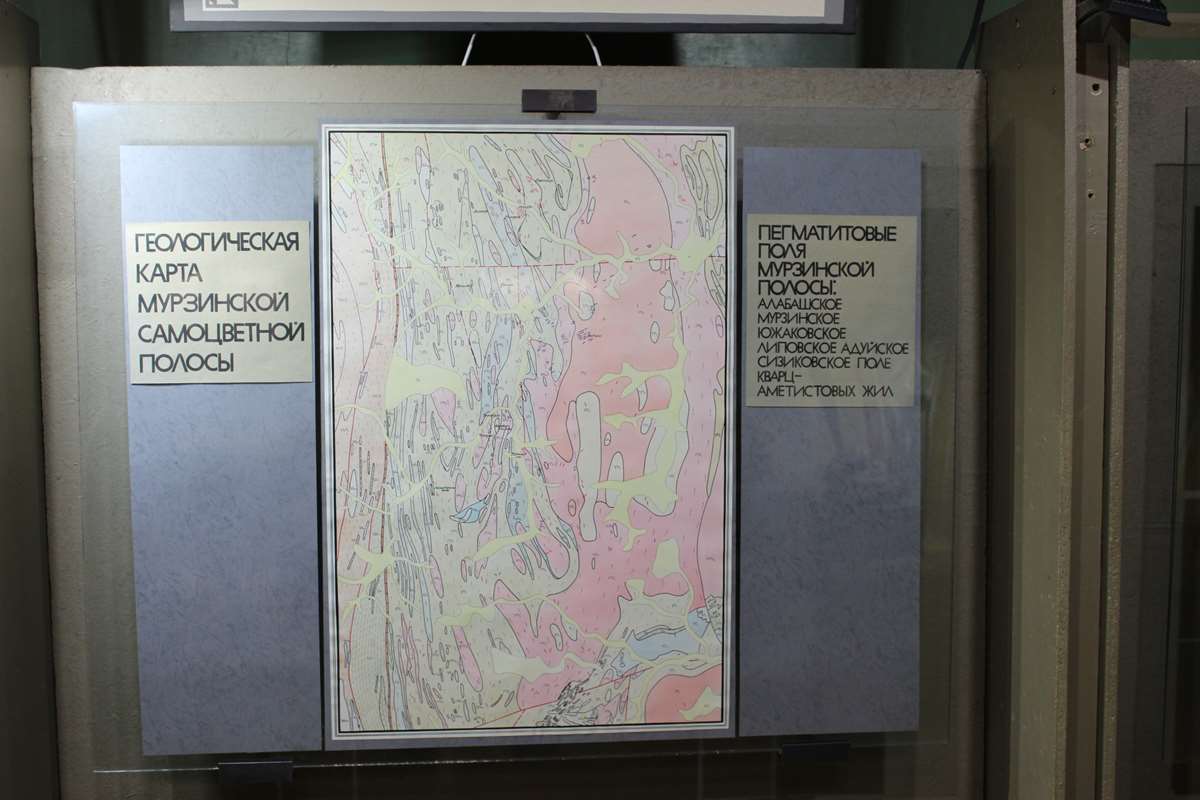 ГЕОЛОГИЧЕСКАЯ
КАРТА
МУРЗИНСКОЙ
САМОЦВЕТНОЙ
ПОЛОСЫ
ПЕГМАТИТОВЫЕ
ПОЛЯ
МУРЗИНСКОЙ
ПОЛОСЫ:
АЛАБАШСКОЕ
МУРЗИНСКОЕ
ЮЖАКОВСКОЕ
ЛИПОВСКОЕ АДУЙСКОЕ
СИЗИКОВСКОЕ ПОЛЕ
КВАРЦ-
АМЕТИСТОВЫХ ЖИЛ